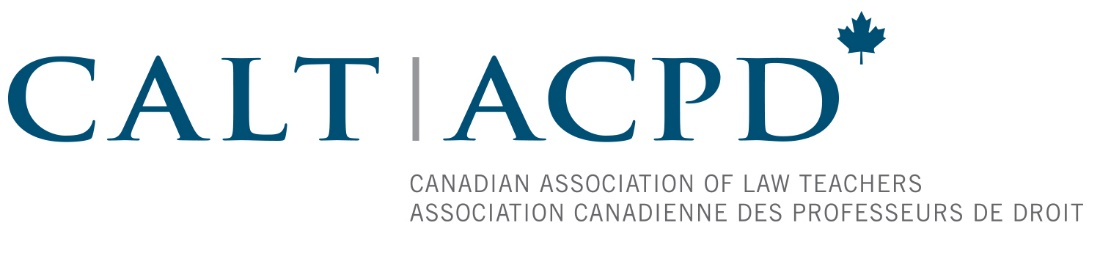 CALT | ACPD
CANADIAN ASSOCIATION OF LAW TEACHERS
ASSOCIATION CANADIENNE DES PROFESSEURS DE DROIT